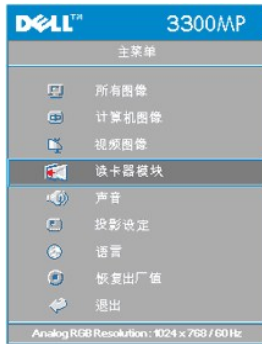 DELL™ 3300MP
主菜单
所有图像
计算机图像
视频图像
读卡器模块
声音
投影设定
语言
恢复出厂值
退出
Analog RGB Resolution : 1024 x 768 / 60 Hz